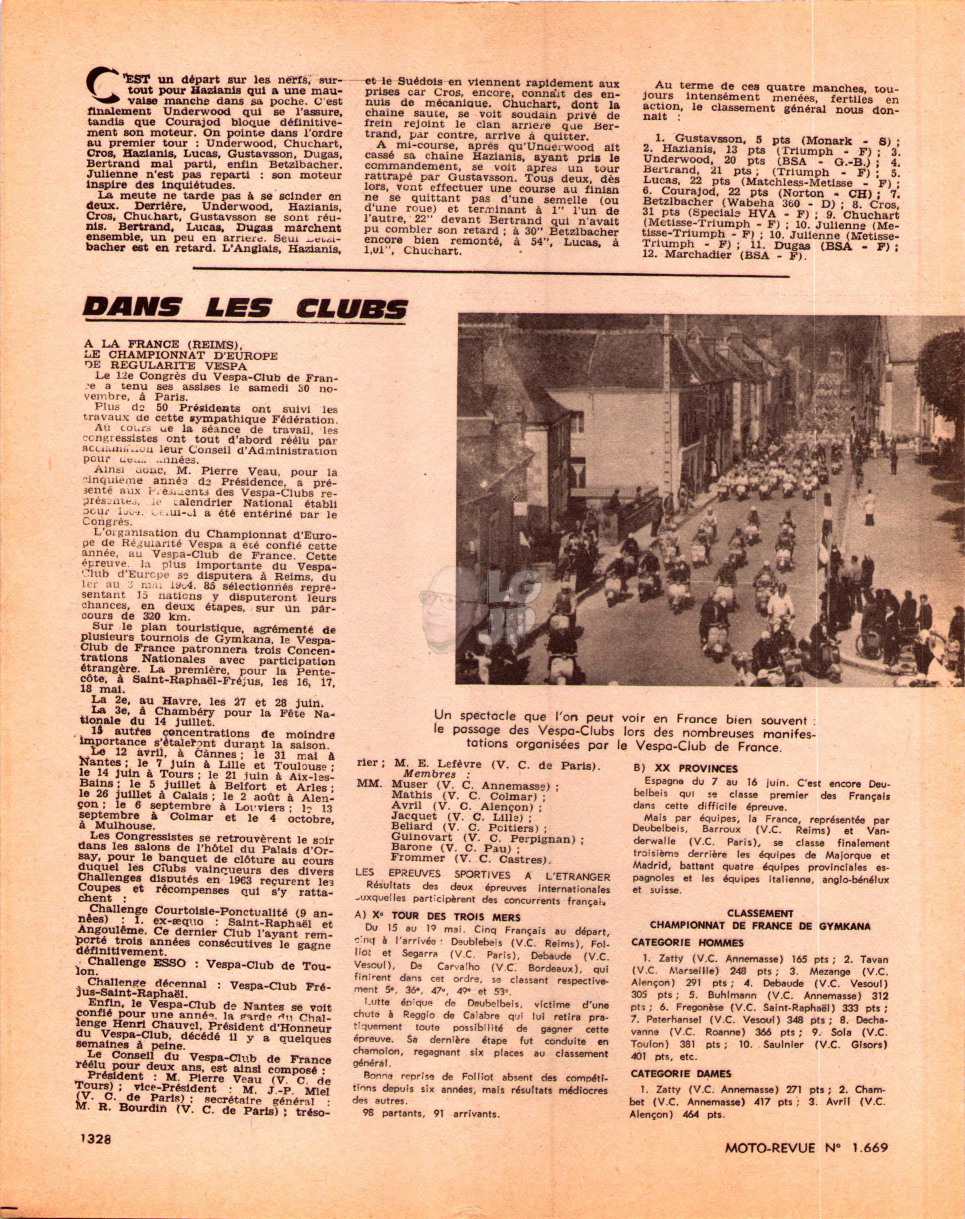 C'EST un départ sur les nerfs, sur-
tout pour Hazianis qui a une mau-
vaise manche dans sa poche. C'est
finalement Underwood qui se l'assure,
tandis que Courajod bloque définitive-
ment son moteur. On pointe dans l'ordre
au premier tour : Underwood, Chuchart,
Cros, Hazianis, Lucas, Gustavsson, Dugas,
Bertrand mal parti, enfin Betzlbacher.
Julienne n'est pas reparti : son moteur
inspire des inquiétudes.
La meute ne tarde pas à se scinder en
deux. Derrière, Underwood, Hazianis,
Cros, Chuchart, Gustavsson se sont réu-
nis. Bertrand, Lucas, Dugas marchent
ensemble, un peu en arrière. Seul Betzl-
bacher est en retard. L'Anglais, Hazianis,
et le Suédois en viennent rapidement aux
prises car Cros, encore, connaît des en-
nuis de mécanique. Chuchart, dont la
chaîne saute, se voit soudain privé de
frein rejoint le clan arrière que Ber-
trand, par contre, arrive à quitter.
A mi-course, après qu'Underwood ait
cassé sa chaîne Hazianis, ayant pris le
commandement, se voit après un tour
rattrapé par Gustavsson. Tous deux, dès
lors, vont effectuer une course au finish
ne se quittant pas d'une semelle (ou
d'une roue) et terminant à 1" l'un de
l'autre, 22" devant Bertrand qui n'avait
pu combler son retard ; à 30" Betzlbacher
encore bien remonté, à 54", Lucas, à
1,01", Chuchart.
Au terme de ces quatre manches, tou-
jours intensément menées, fertiles en
action, le classement général nous don-
nait :
1. Gustavsson, 5 pts (Monark - S) ;
2. Hazianis, 13 pts (Triumph - F) ; 3.
Underwood, 20 pts (BSA - G.-B.) ; 4.
Bertrand, 21 pts ; (Triumph - F) ; 5.
Lucas, 22 pts (Matchless-Metisse - F) ;
6. Courajod, 22 pts (Norton - CH) ; 7.
Betzlbacher (Wabeha 360 - D) ; 8. Cros,
31 pts (Speciale HVA - F) ; 9. Chuchart
(Metisse-Triumph - F) ; 10. Julienne (Me-
tisse-Triumph - F) ; 10. Julienne (Metisse-
Triumph - F) ; 11. Dugas (BSA - F) ;
12. Marchadier (BSA - F).
DANS LES CLUBS
A LA FRANCE (REIMS),
LE CHAMPIONNAT D'EUROPE
DE REGULARITE VESPA
Le 12e Congrès du Vespa-Club de Fran-
ce a tenu ses assises le samedi 30 no-
vembre, à Paris.
Plus de 50 Présidents ont suivi les
travaux de cette sympathique Fédération.
Au cours de la séance de travail, les
congressistes ont tout d'abord réélu par
acclamation leur Conseil d'Administration
pour deux années.
Ainsi donc, M. Pierre Veau, pour la
cinquième année de Présidence, a pré-
senté aux Présidents des Vespa-Clubs re-
présentés, le calendrier National établi
pour 1964. Celui-ci a été entériné par le
Congrès.
L'organisation du Championnat d'Euro-
pe de Régularité Vespa a été confié cette
année, au Vespa-Club de France. Cette
épreuve, la plus importante du Vespa-
Club d'Europe se disputera à Reims, du
1er au 3 mai 1964. 85 sélectionnés repré-
sentant 15 nations y disputeront leurs
chances, en deux étapes, sur un par-
cours de 320 km.
Sur le plan touristique, agrémenté de
plusieurs tournois de Gymkana, le Vespa-
Club de France patronnera trois Concen-
trations Nationales avec participation
étrangère. La première, pour la Pente-
côte, à Saint-Raphaël-Fréjus, les 16, 17,
18 mai.
La 2e, au Havre, les 27 et 28 juin.
La 3e, à Chambéry pour la Fête Na-
tionale du 14 juillet.
15 autres concentrations de moindre
importance s'étaleront durant la saison.
Le 12 avril, à Cannes ; le 31 mai à
Nantes ; le 7 juin à Lille et Toulouse ;
le 14 juin à Tours ; le 21 juin à Aix-les-
Bains ; le 5 juillet à Belfort et Arles ;
le 26 juillet à Calais ; le 2 août à Alen-
çon ; le 6 septembre à Louviers ; le 13
septembre à Colmar et le 4 octobre,
à Mulhouse.
Les Congressistes se retrouvèrent le soir
dans les salons de l'hôtel du Palais d'Or-
say, pour le banquet de clôture au cours
duquel les Clubs vainqueurs des divers
Challenges disputés en 1963 reçurent les
Coupes et récompenses qui s'y ratta-
chent :
Challenge Courtoisie-Ponctualité (9 an-
nées) : 1. ex-æquo : Saint-Raphaël et
Angoulême. Ce dernier Club l'ayant rem-
porté trois années consécutives le gagne
définitivement.
Challenge ESSO : Vespa-Club de Tou-
lon.
Challenge décennal : Vespa-Club Fré-
jus-Saint-Raphaël.
Enfin, le Vespa-Club de Nantes se voit
confié pour une année, la garde du Chal-
lenge Henri Chauvel, Président d'Honneur
du Vespa-Club, décédé il y a quelques
semaines à peine.
Le Conseil du Vespa-Club de France
réélu pour deux ans, est ainsi composé :
Président : M. Pierre Veau (V. C. de
Tours) ; vice-Président : M. J.-P. Miel
(V. C. de Paris) ; secrétaire général :
M. R. Bourdin (V. C. de Paris) ; tréso-
Un spectacle que l'on peut voir en France bien souvent :
le passage des Vespa-Clubs lors des nombreuses manifes-
tations organisées par le Vespa-Club de France.
rier ; M. E. Lefèvre (V. C. de Paris).
Membres :
MM. Muser (V. C. Annemasse) ;
Mathis (V. C. Colmar) ;
Avril (V. C. Alençon) ;
Jacquet (V. C. Lille) ;
Beliard (V. C. Poitiers) ;
Guinovart (V. C. Perpignan) ;
Barone (V. C. Pau) ;
Frommer (V. C. Castres).
LES EPREUVES SPORTIVES A L'ETRANGER
Résultats des deux épreuves internationales
auxquelles participèrent des concurrents français
A) Xe TOUR DES TROIS MERS
Du 15 au 19 mai. Cinq Français au départ,
cinq à l'arrivée : Deublebeis (V.C. Reims), Fol-
liot et Segarra (V.C. Paris), Debaude (V.C.
Vesoul), De Carvalho (V.C. Bordeaux), qui
finirent dans cet ordre, se classant respective-
ment 5e, 36e, 47e, 49e et 53e.
Lutte épique de Deubelbeis, victime d'une
chute à Reggio de Calabre qui lui retira pra-
tiquement toute possibilité de gagner cette
épreuve. Sa dernière étape fut conduite en
champion, regagnant six places au classement
général.
Bonne reprise de Folliot absent des compéti-
tions depuis six années, mais résultats médiocres
des autres.
98 partants, 91 arrivants.
B) XX PROVINCES
Espagne du 7 au 16 juin. C'est encore Deu-
belbeis qui se classe premier des Français
dans cette difficile épreuve.
Mais par équipes, la France, représentée par
Deubelbeis, Barroux (V.C. Reims) et Van-
derwalle (V.C. Paris), se classe finalement
troisième derrière les équipes de Majorque et
Madrid, battant quatre équipes provinciales es-
pagnoles et les équipes italienne, anglo-bénélux
et suisse.
CLASSEMENT
CHAMPIONNAT DE FRANCE DE GYMKANA
CATEGORIE HOMMES
1. Zatty (V.C. Annemasse) 165 pts ; 2. Tavan
(V.C. Marseille) 248 pts ; 3. Mezange (V.C.
Alençon) 291 pts ; 4. Debaude (V.C. Vesoul)
305 pts ; 5. Buhlmann (V.C. Annemasse) 312
pts ; 6. Fregonèse (V.C. Saint-Raphaël) 333 pts ;
7. Peterhansel (V.C. Vesoul) 348 pts ; 8. Decha-
vanne (V.C. Roanne) 366 pts ; 9. Sola (V.C.
Toulon) 381 pts ; 10. Saulnier (V.C. Gisors)
401 pts, etc.
CATEGORIE DAMES
1. Zatty (V.C. Annemasse) 271 pts ; 2. Cham-
bet (V.C. Annemasse) 417 pts ; 3. Avril (V.C.
Alençon) 464 pts.
1328
MOTO-REVUE N° 1.669